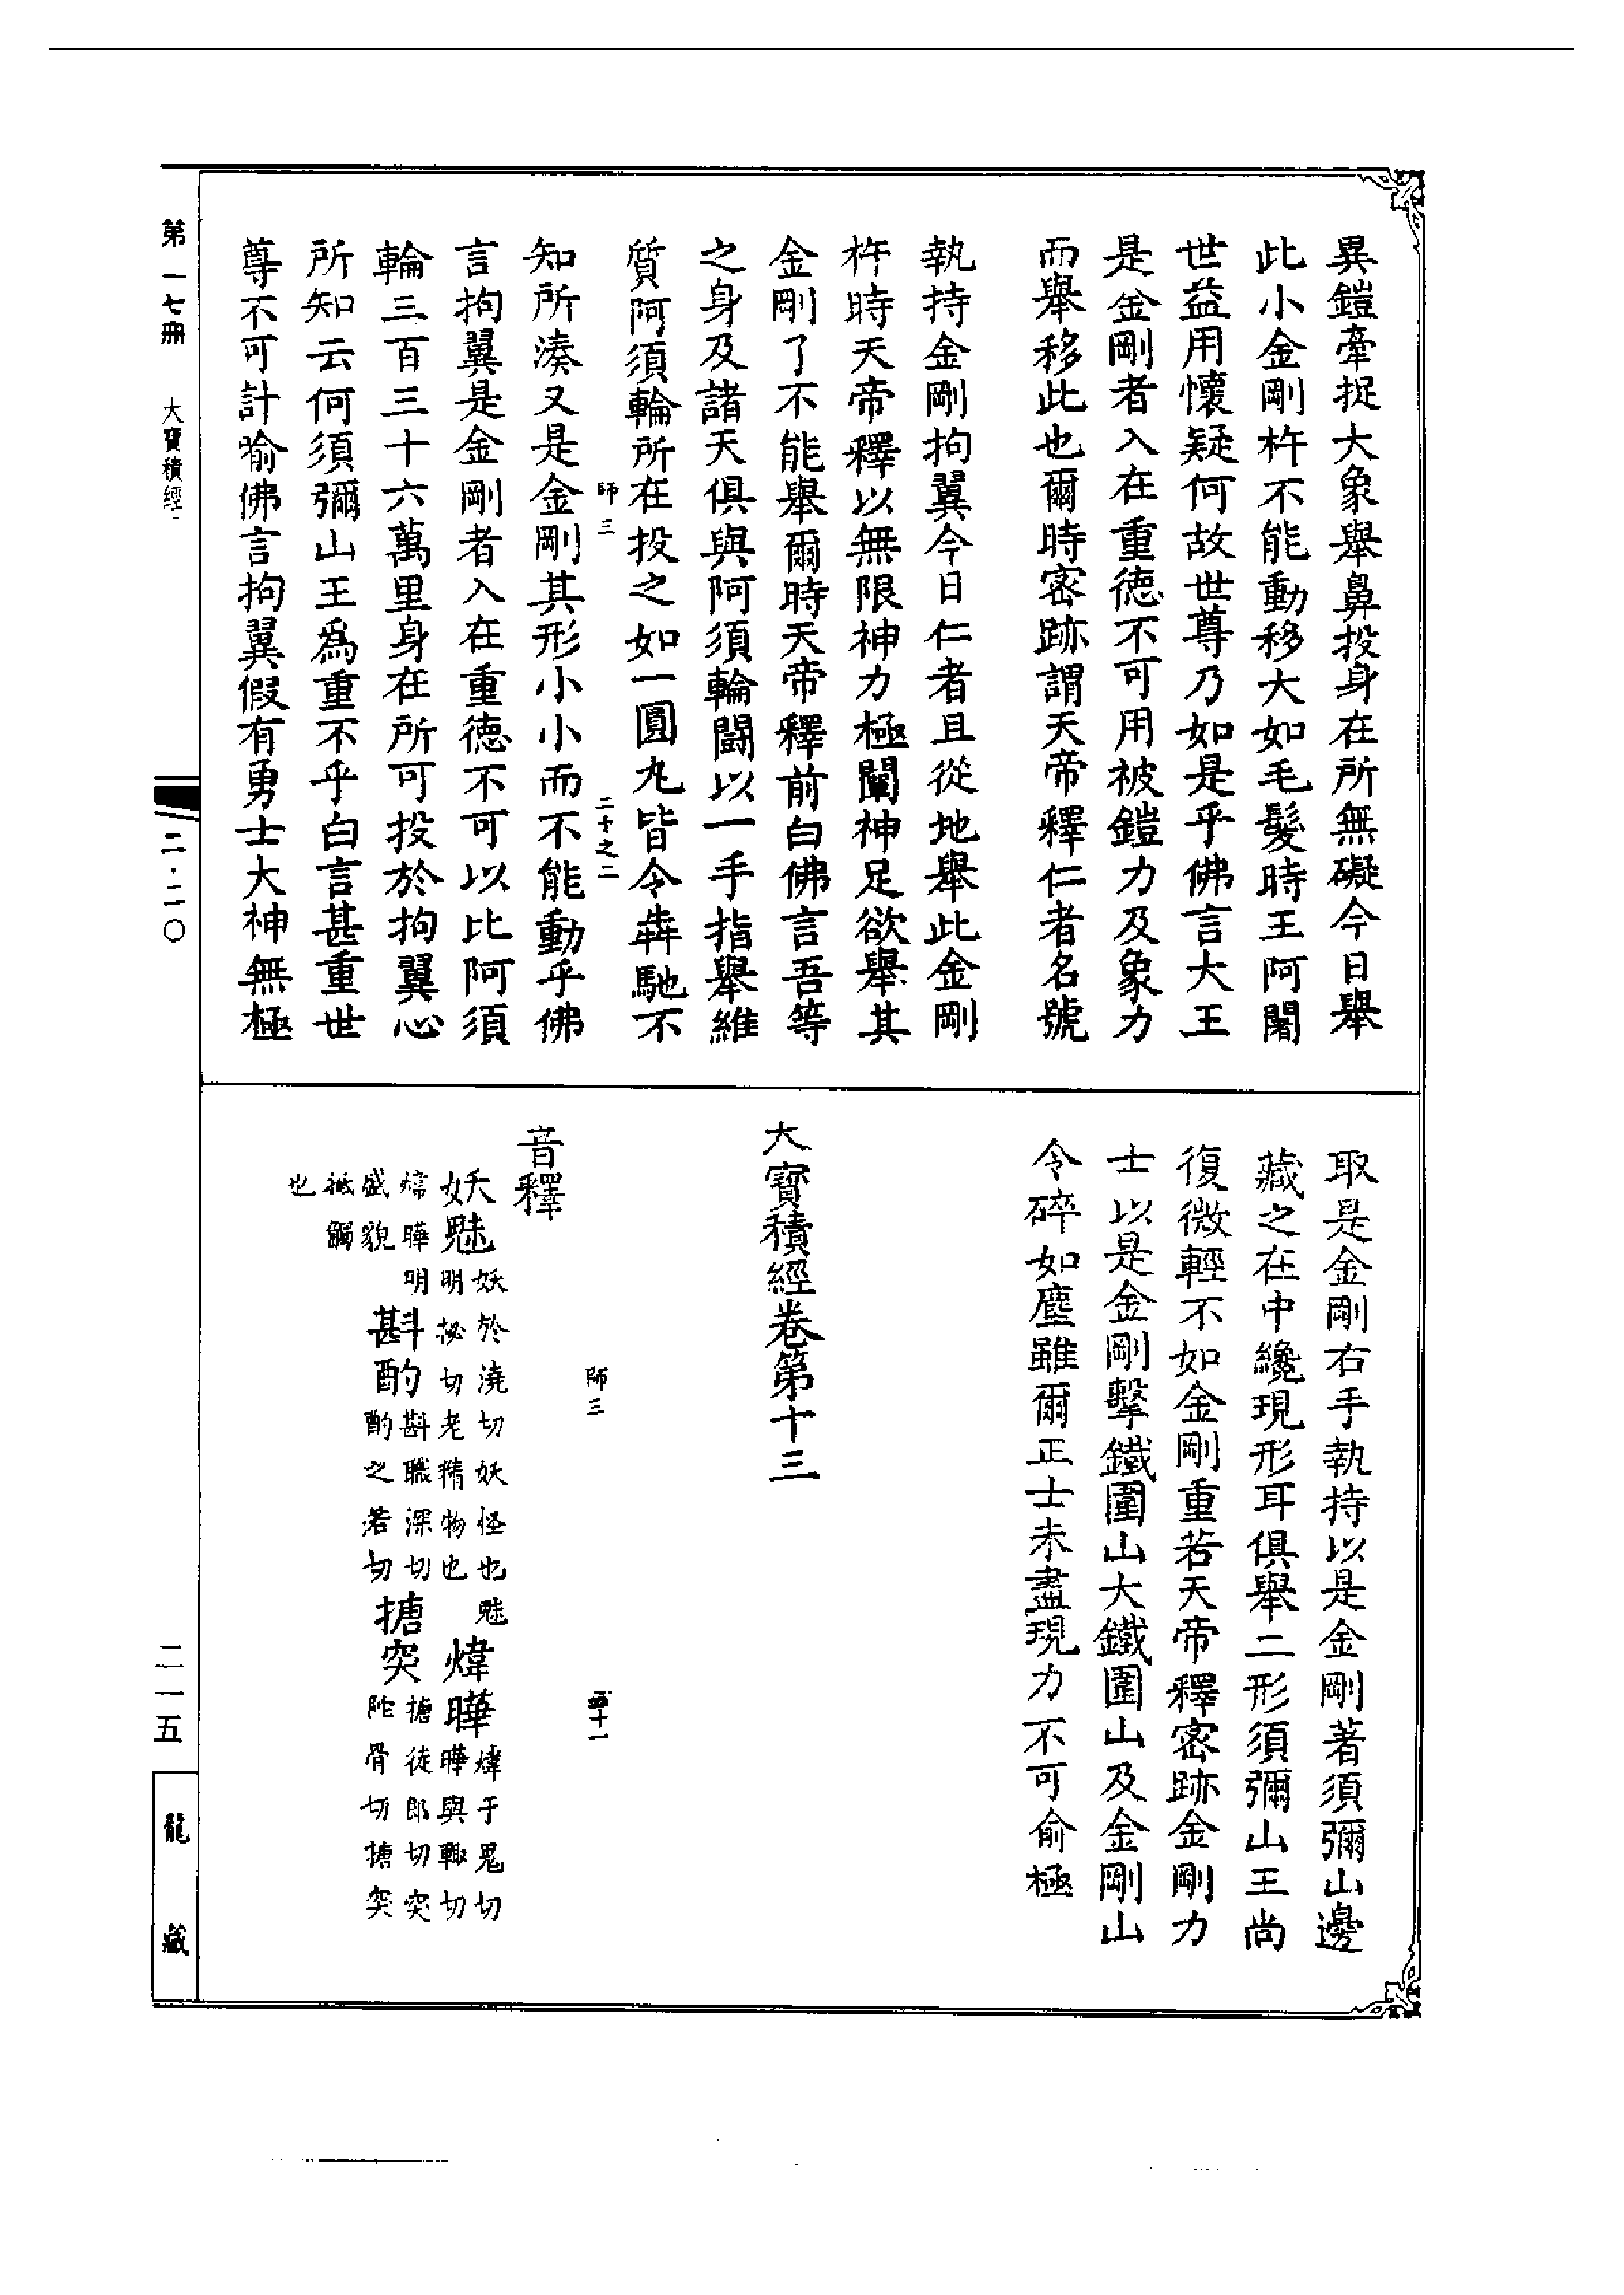 異鎧牽捉大象舉鼻投身在所無礙今日舉
此小金剛杵不能動移大如毛髮時王阿闍
世益用懷疑何故世尊乃如是乎佛言大王
是金剛者入在重德不可用被鎧力及象力
而舉移此也爾時密跡謂天帝釋仁者名號
執持金剛拘翼今日仁者且從地舉此金剛
杵時天帝釋以無限神力極闡神足欲舉其
金剛了不能舉爾時天帝釋前白佛言吾等
之身及諸天俱與阿須輪鬪以一手指舉維
質阿須輪所在投之如一圓丸皆令犇馳不
師三
二十之二
知所湊又是金剛其形小小而不能動乎佛
言拘翼是金剛者入在重德不可以比阿須
輪三百三十六萬里身在所可投於拘翼心
所知云何須彌山王為重不乎白言甚重世
尊不可計喻佛言拘翼假有勇士大神無極
取是金剛右手執持以是金剛著須彌山邊
藏之在中纔現形耳俱舉二形須彌山王尚
復微輕不如金剛重若天帝釋密跡金剛力
士以是金剛擊鐵圍山大鐵圍山及金剛山
令碎如塵雖爾正士未盡現力不可俞極
大寶積經卷第十三
師三
音釋
妖魅妖於澆切妖怪也魅明祕切老精物也煒曄煒于鬼切曄與輒切
煒曄明盛貌斟酌斟職深切酌之若切搪突搪徒郎切突陀骨切搪突
抵觸也
第一七冊
大寶積經
二·二〇
二一五
龍藏